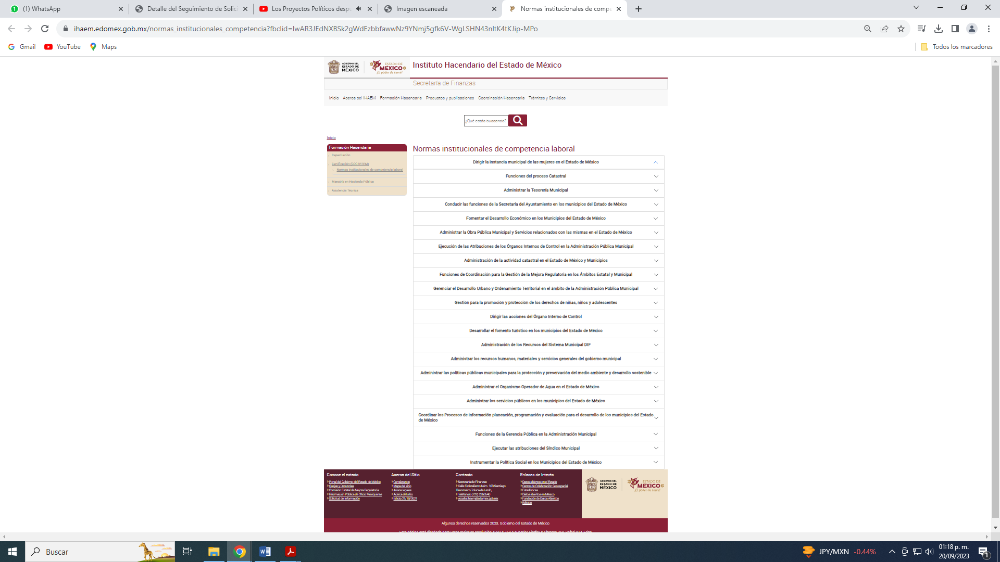 (1) WhatsApp
Detalle del Seguimiento de Solici
Los Proyectos Políticos despu
Imagen escaneada
Normas institucionales de compe
ihaem.edomex.gob.mx/normas_institucionales_competencia?fbclid=IwAR3JEdNXBSk2gWdEzbbfawwNz9YNmj5gfk6V-WgLSHN43nItK4tKJip-MPo
Gmail
YouTube
Maps
Todos los marcadores
GOBIERNO DEL
ESTADO DE
MÉXICO
ESTADO DE
MÉXICO
¡El poder de servir!
Instituto Hacendario del Estado de México
Secretaría de Finanzas
Inicio
Acerca del IHAEM
Formación Hacendaria
Productos y publicaciones
Coordinación Hacendaria
Trámites y Servicios
¿Qué estás buscando?
Inicio
Formación Hacendaria
Capacitación
Certificación (COCERTEM)
Normas institucionales de competencia laboral
Maestría en Hacienda Pública
Asistencia Técnica
Normas institucionales de competencia laboral
Dirigir la instancia municipal de las mujeres en el Estado de México
Funciones del proceso Catastral
Administrar la Tesorería Municipal
Conducir las funciones de la Secretaría del Ayuntamiento en los municipios del Estado de México
Fomentar el Desarrollo Económico en los Municipios del Estado de México
Administrar la Obra Pública Municipal y Servicios relacionados con las mismas en el Estado de México
Ejecución de las Atribuciones de los Órganos Internos de Control en la Administración Pública Municipal
Administración de la actividad catastral en el Estado de México y Municipios
Funciones de Coordinación para la Gestión de la Mejora Regulatoria en los Ámbitos Estatal y Municipal
Gerenciar el Desarrollo Urbano y Ordenamiento Territorial en el ámbito de la Administración Pública Municipal
Gestión para la promoción y protección de los derechos de niñas, niños y adolescentes
Dirigir las acciones del Órgano Interno de Control
Desarrollar el fomento turístico en los municipios del Estado de México
Administración de los Recursos del Sistema Municipal DIF
Administrar los recursos humanos, materiales y servicios generales del gobierno municipal
Administrar las políticas públicas municipales para la protección y preservación del medio ambiente y desarrollo sostenible
Administrar el Organismo Operador de Agua en el Estado de México
Administrar los servicios públicos en los municipios del Estado de México
Coordinar los Procesos de información planeación, programación y evaluación para el desarrollo de los municipios del Estado
de México
Funciones de la Gerencia Pública en la Administración Municipal
Ejecutar las atribuciones del Síndico Municipal
Instrumentar la Política Social en los Municipios del Estado de México
Conoce el estado
Portal del Gobierno del Estado de México
Quejas y Denuncias
Comisión Estatal de Mejora Regulatoria
Información Pública de Oficio Mexiquense
Solicitud de Información
Acerca del Sitio
Contáctanos
Mapa del sitio
Avisos legales
Acerca del sitio
Edicto 21/10/2021
Contacto
Secretaría de Finanzas
Calle Federalismo Núm. 103 Santiago
Tlaxomulco Toluca de Lerdo,
Teléfonos: (722) 2360540
vocalia.ihaem@edomex.gob.mx
Enlaces de Interés
Datos abiertos en el Estado
Centro de Colaboración Geoespacial
Estadísticas
Datos abiertos en México
Fundación de Datos Abiertos
Edictos
GOBIERNO DEL
ESTADO DE
MÉXICO
ESTADO DE
MÉXICO
¡El poder de servir!
Algunos derechos reservados 2023. Gobierno del Estado de México
Esta página está diseñada para verse mejor en resolución 1280 X 768 o superior. Firefox & Chrome V68, Safari V14, Edge
Buscar
JPY/MXN -0.44%
01:18 p. m.
20/09/2023
1